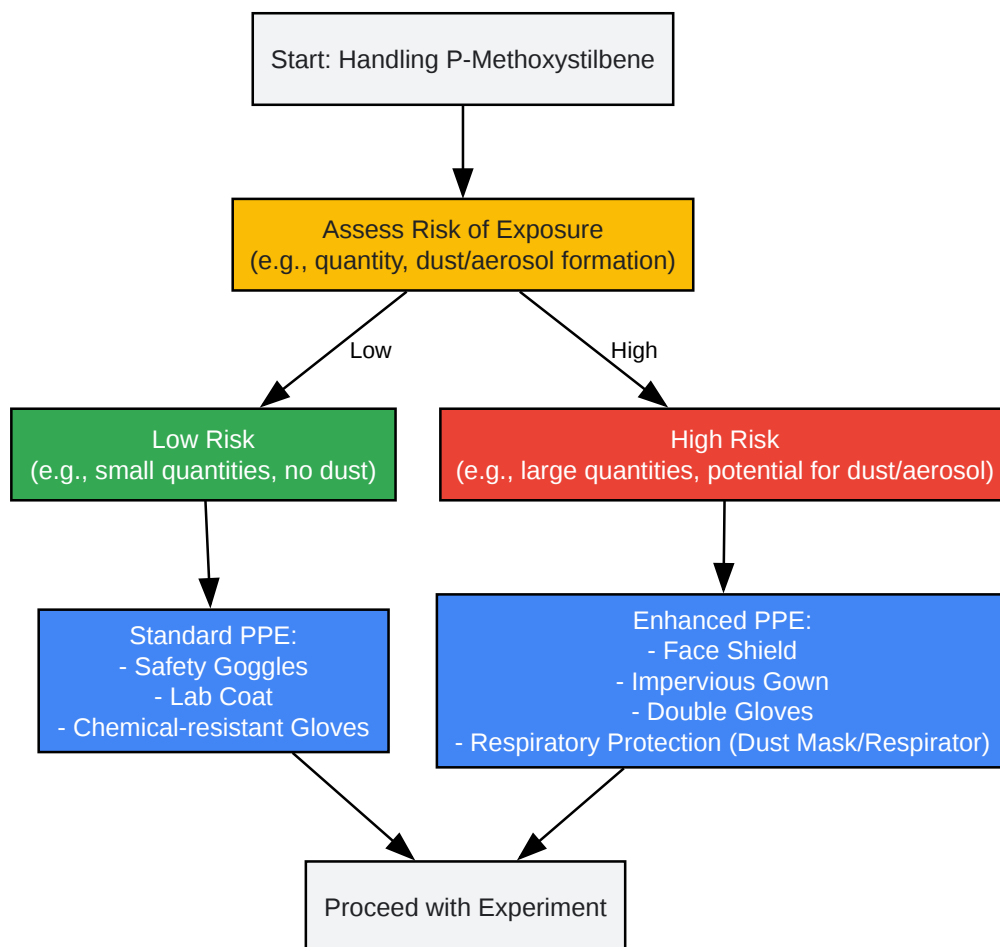 Start: Handling P-Methoxystilbene
Assess Risk of Exposure
(e.g., quantity, dust/aerosol formation)
Low
High
Low Risk
(e.g., small quantities, no dust)
High Risk
(e.g., large quantities, potential for dust/aerosol)
Standard PPE:
- Safety Goggles
- Lab Coat
- Chemical-resistant Gloves
Enhanced PPE:
- Face Shield
- Impervious Gown
- Double Gloves
- Respiratory Protection (Dust Mask/Respirator)
Proceed with Experiment